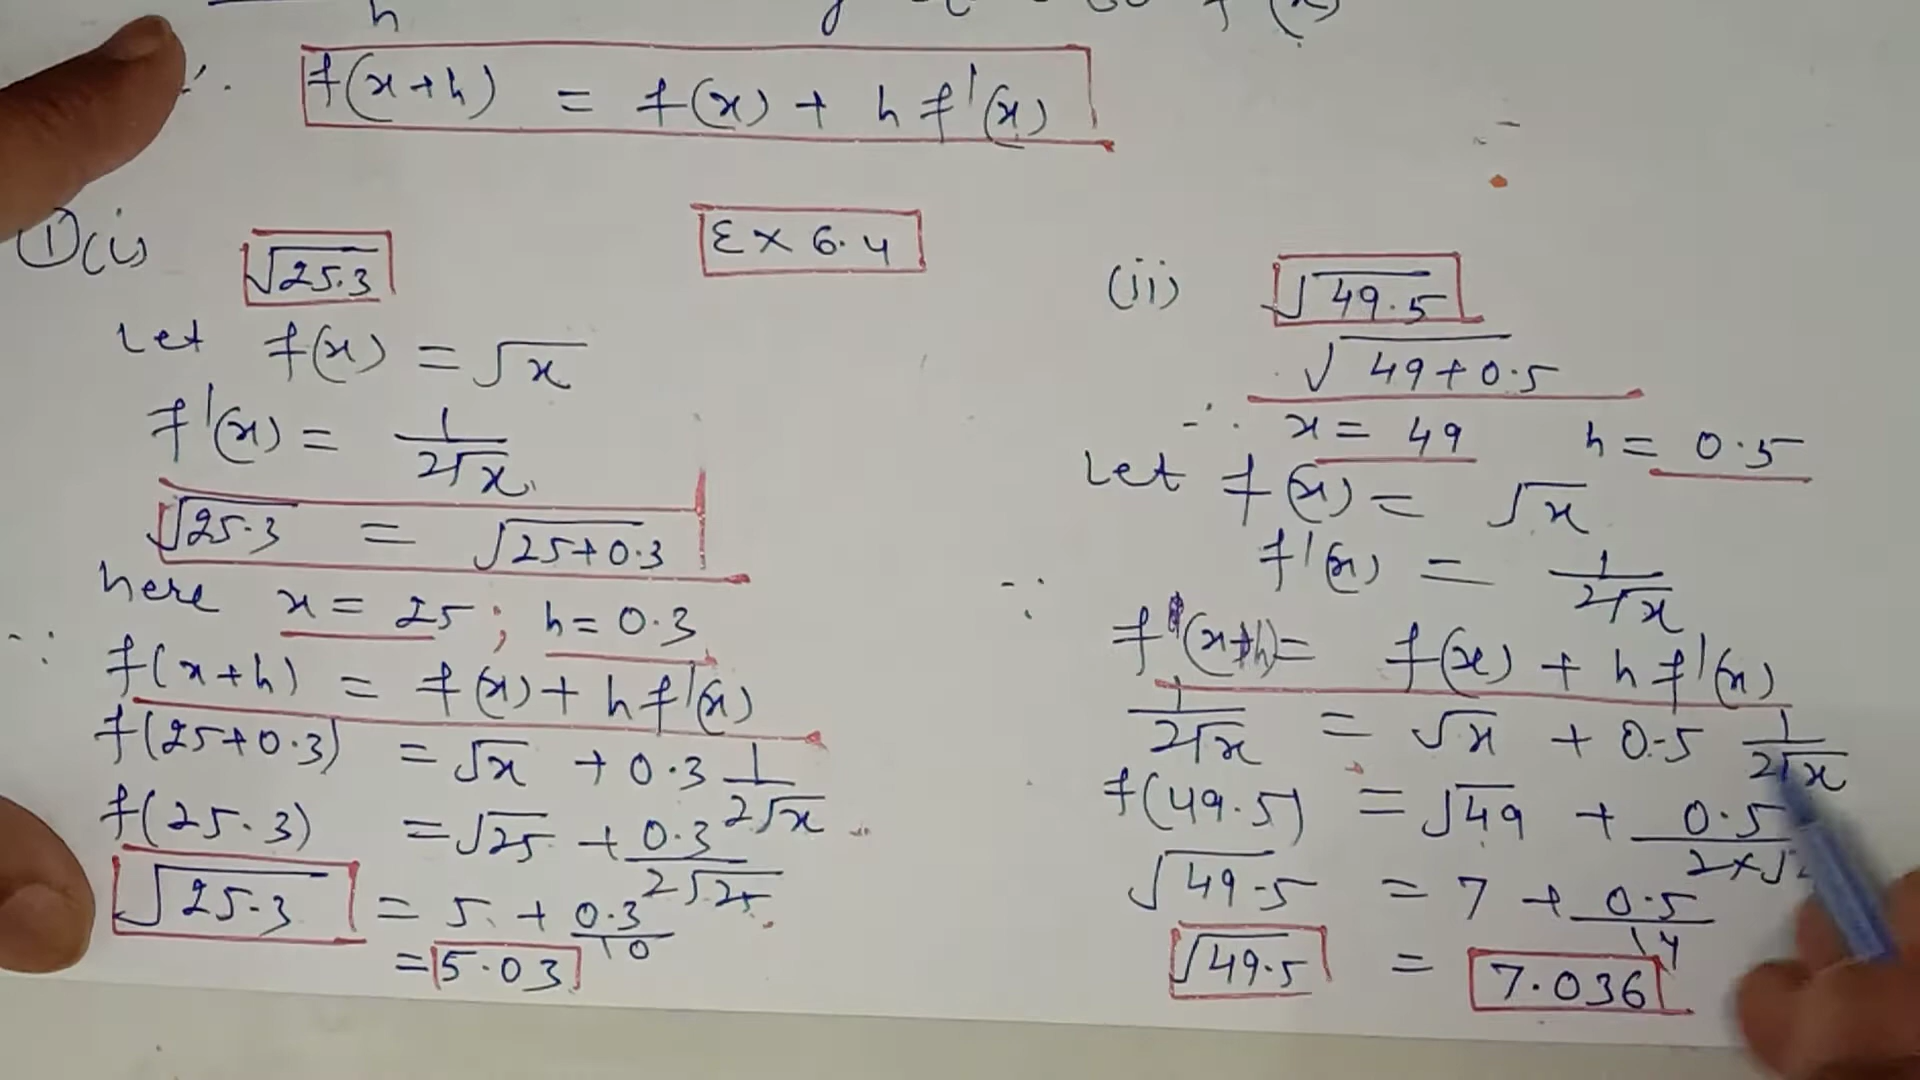 h
∴ f(x+h) = f(x) + h f'(x)
Ex 6.4
①(i) √25.3
Let f(x) = √x
f'(x) = 1/2√x
√25.3 = √25+0.3
here x = 25 ; h = 0.3
∵ f(x+h) = f(x) + h f'(x)
f(25+0.3) = √x + 0.3 1/2√x
f(25.3) = √25 + 0.3/2√25
√25.3 = 5 + 0.3/10
= 5.03
(ii) √49.5
√49+0.5
∴ x = 49 h = 0.5
Let f(x) = √x
f'(x) = 1/2√x
∵ f(x+h) = f(x) + h f'(x)
1/2√x = √x + 0.5 1/2√x
f(49.5) = √49 + 0.5/2×√
√49.5 = 7 + 0.5/14
√49.5 = 7.036